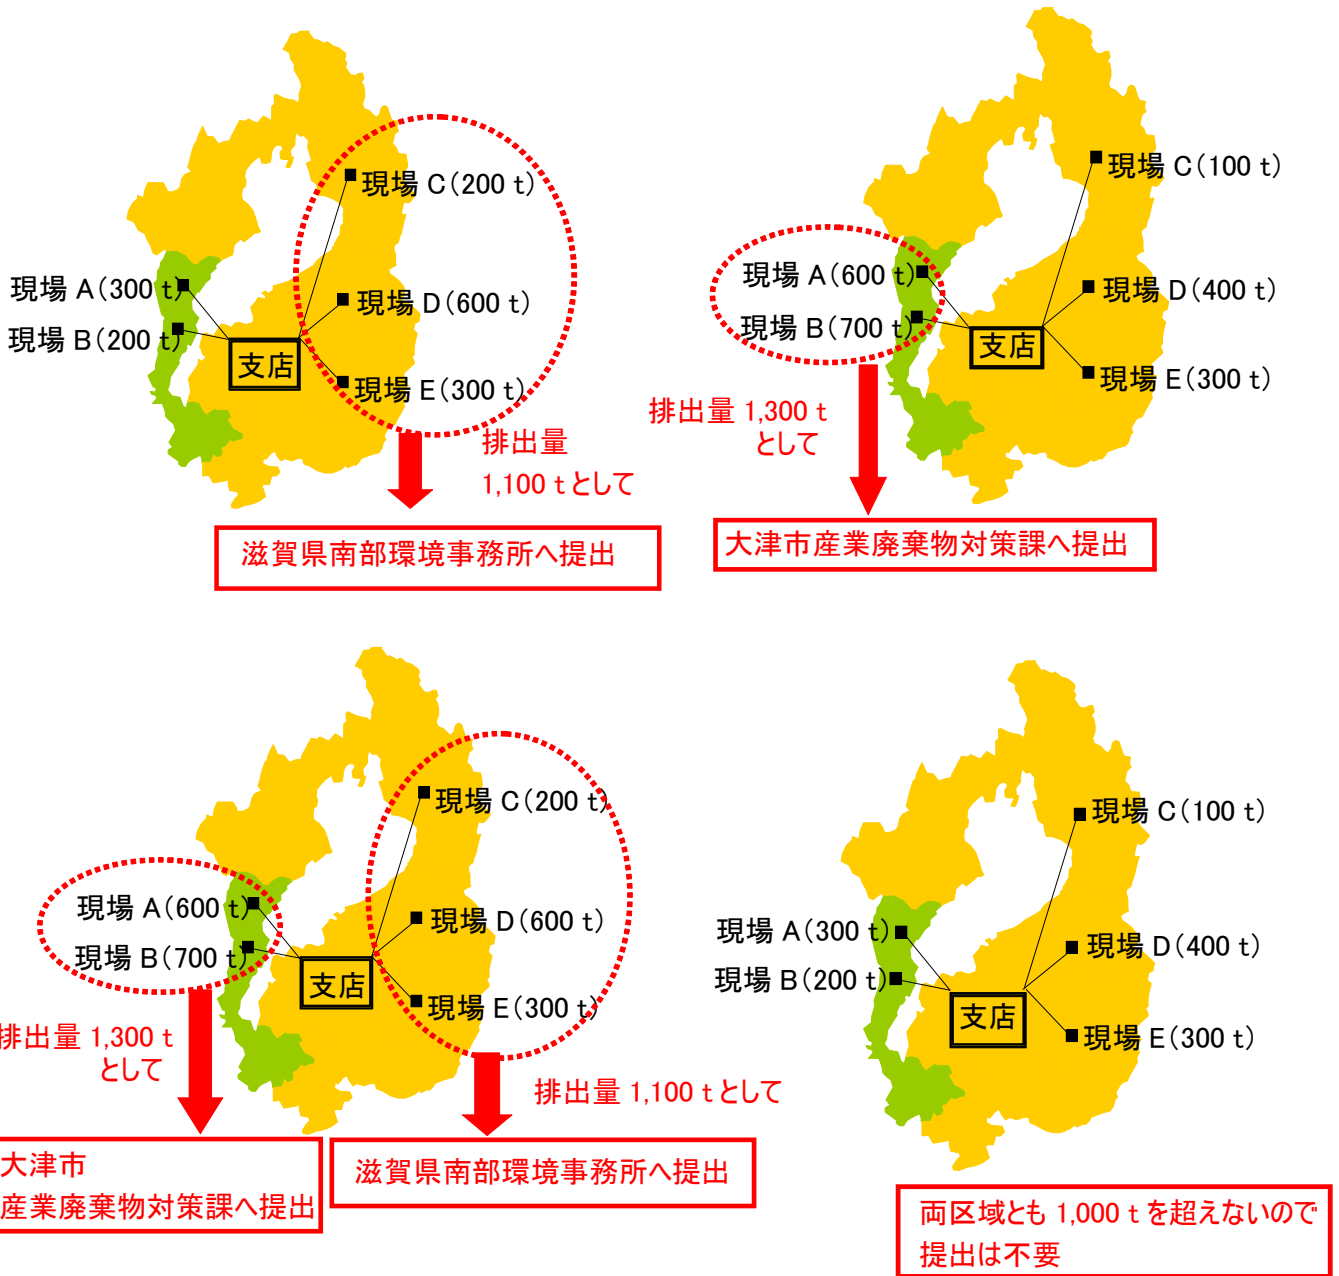 現場 C（200 t）
現場 A（300 t）
現場 D（600 t）
現場 B（200 t）
支店
現場 E（300 t）
排出量
1,100 t として
滋賀県南部環境事務所へ提出
現場 C（100 t）
現場 A（600 t）
現場 D（400 t）
現場 B（700 t）
支店
現場 E（300 t）
排出量 1,300 t
として
大津市産業廃棄物対策課へ提出
現場 C（200 t）
現場 A（600 t）
現場 D（600 t）
現場 B（700 t）
支店
現場 E（300 t）
排出量 1,300 t
として
排出量 1,100 t として
大津市
産業廃棄物対策課へ提出
滋賀県南部環境事務所へ提出
現場 C（100 t）
現場 A（300 t）
現場 D（400 t）
現場 B（200 t）
支店
現場 E（300 t）
両区域とも 1,000 t を超えないので
提出は不要